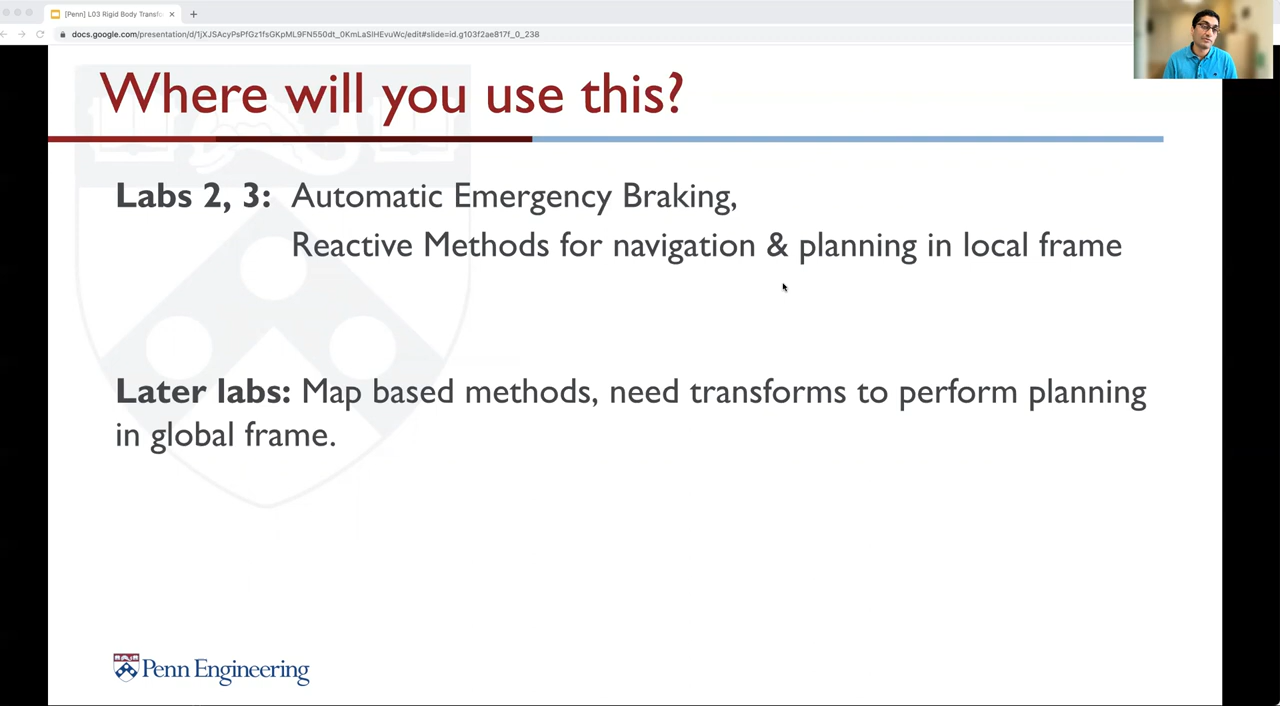 [Penn] L03 Rigid Body Transfo
docs.google.com/presentation/d/1jXJSAcyPsPfGz1fsGKpML9FN550dt_0KmLaSIHEvuWc/edit#slide=id.g103f2ae817f_0_238
Where will you use this?
Labs 2, 3: Automatic Emergency Braking,
Reactive Methods for navigation & planning in local frame
Later labs: Map based methods, need transforms to perform planning
in global frame.
Penn Engineering